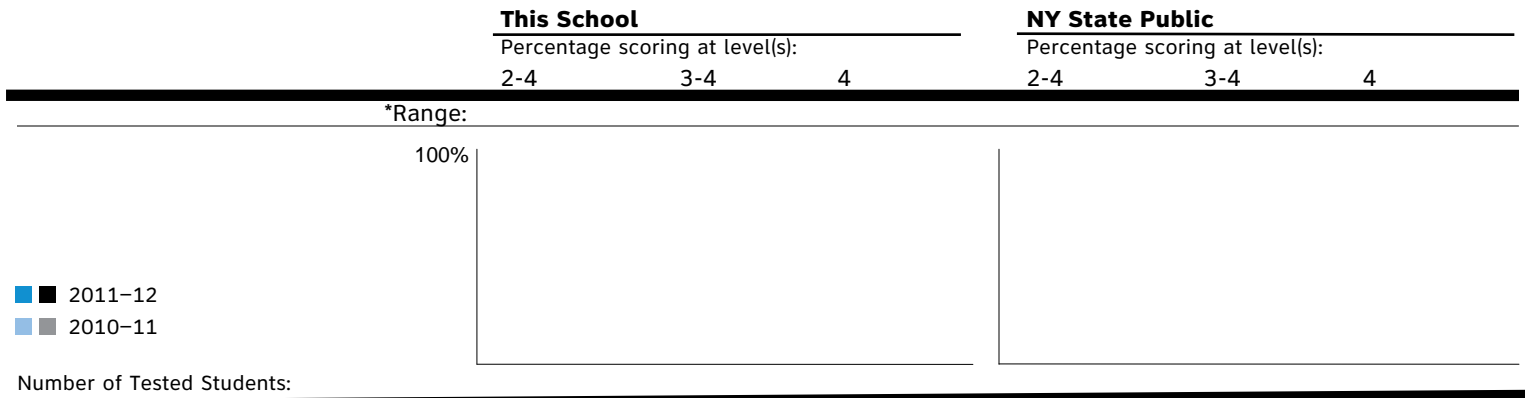 This School NY State Public
Percentage scoring at level(s): Percentage scoring at level(s):
2-4 3-4 4 2-4 3-4 4
*Range:
100%
2011–12
2010–11
Number of Tested Students: